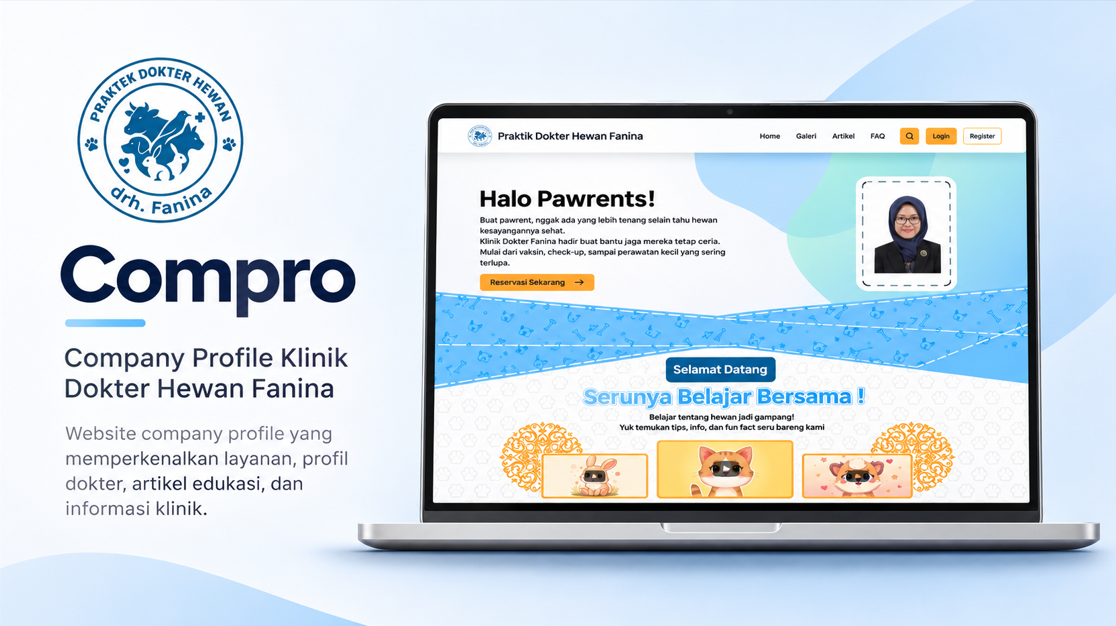 PRAKTEK DOKTER HEWAN
drh. Fanina
Compro
Company Profile Klinik
Dokter Hewan Fanina
Website company profile yang
memperkenalkan layanan, profil
dokter, artikel edukasi, dan
informasi klinik.
Praktik Dokter Hewan Fanina
Home
Galeri
Artikel
FAQ
Login
Register
Halo Pawrents!
Buat pawrent, nggak ada yang lebih tenang selain tahu hewan
kesayangannya sehat.
Klinik Dokter Fanina hadir buat bantu jaga mereka tetap ceria.
Mulai dari vaksin, check-up, sampai perawatan kecil yang sering
terlupa.
Reservasi Sekarang →
Selamat Datang
Serunya Belajar Bersama !
Belajar tentang hewan jadi gampang!
Yuk temukan tips, info, dan fun fact seru bareng kami